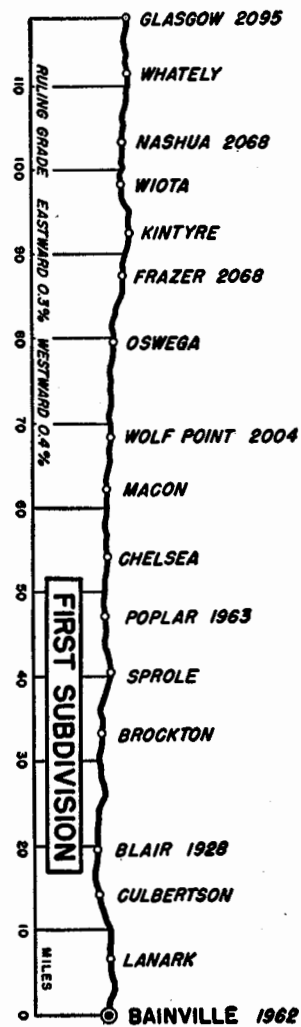 GLASGOW 2095
WHATELY
NASHUA 2068
WIOTA
KINTYRE
FRAZER 2068
OSWEGA
WOLF POINT 2004
MACON
CHELSEA
POPLAR 1963
SPROLE
BROCKTON
BLAIR 1928
CULBERTSON
LANARK
BAINVILLE 1962
RULING GRADE EASTWARD 0.3% WESTWARD 0.4%
FIRST SUBDIVISION
110
100
90
80
70
60
50
40
30
20
10
0
MILES